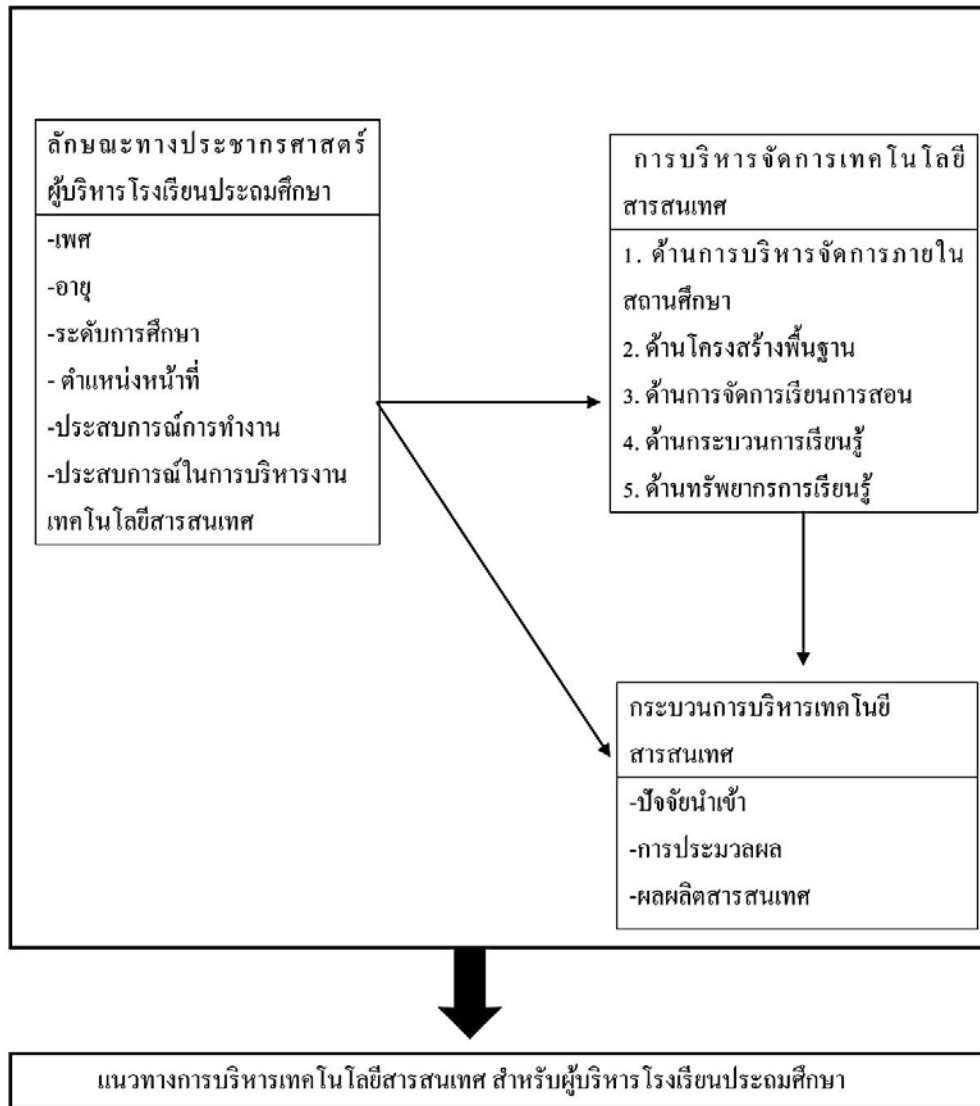 ลักษณะทางประชากรศาสตร์
ผู้บริหารโรงเรียนประถมศึกษา
-เพศ
-อายุ
-ระดับการศึกษา
- ตำแหน่งหน้าที่
-ประสบการณ์การทำงาน
-ประสบการณ์ในการบริหารงาน
เทคโนโลยีสารสนเทศ
การบริหารจัดการเทคโนโลยี
สารสนเทศ
1. ด้านการบริหารจัดการภายใน
สถานศึกษา
2. ด้านโครงสร้างพื้นฐาน
3. ด้านการจัดการเรียนการสอน
4. ด้านกระบวนการเรียนรู้
5. ด้านทรัพยากรการเรียนรู้
กระบวนการบริหารเทคโนยี
สารสนเทศ
-ปัจจัยนำเข้า
-การประมวลผล
-ผลผลิตสารสนเทศ
แนวทางการบริหารเทคโนโลยีสารสนเทศ สำหรับผู้บริหารโรงเรียนประถมศึกษา